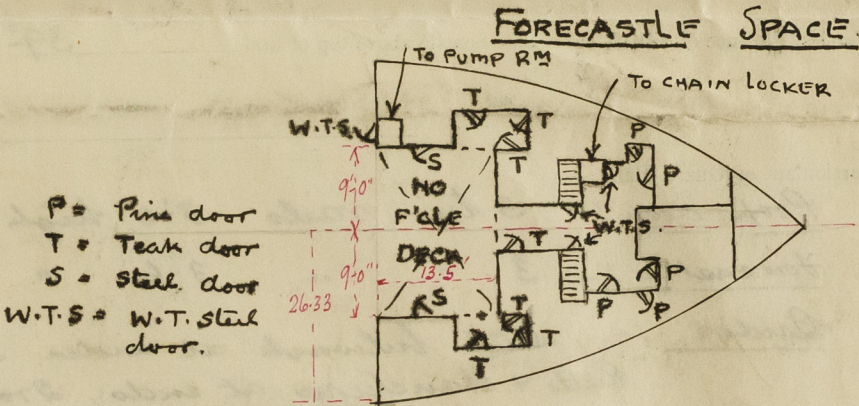 FORECASTLE SPACE.
TO PUMP RM
TO CHAIN LOCKER
W.T.S.
T
T
T
S
P
P
9'-0"
NO
F'CLE
DECK
W.T.S.
P = Pine door
T = Teak door
S = Steel door
W.T.S = W.T. steel
door.
26.33
9'-0"
13.5'
T
S
T
T
T
P
P
P